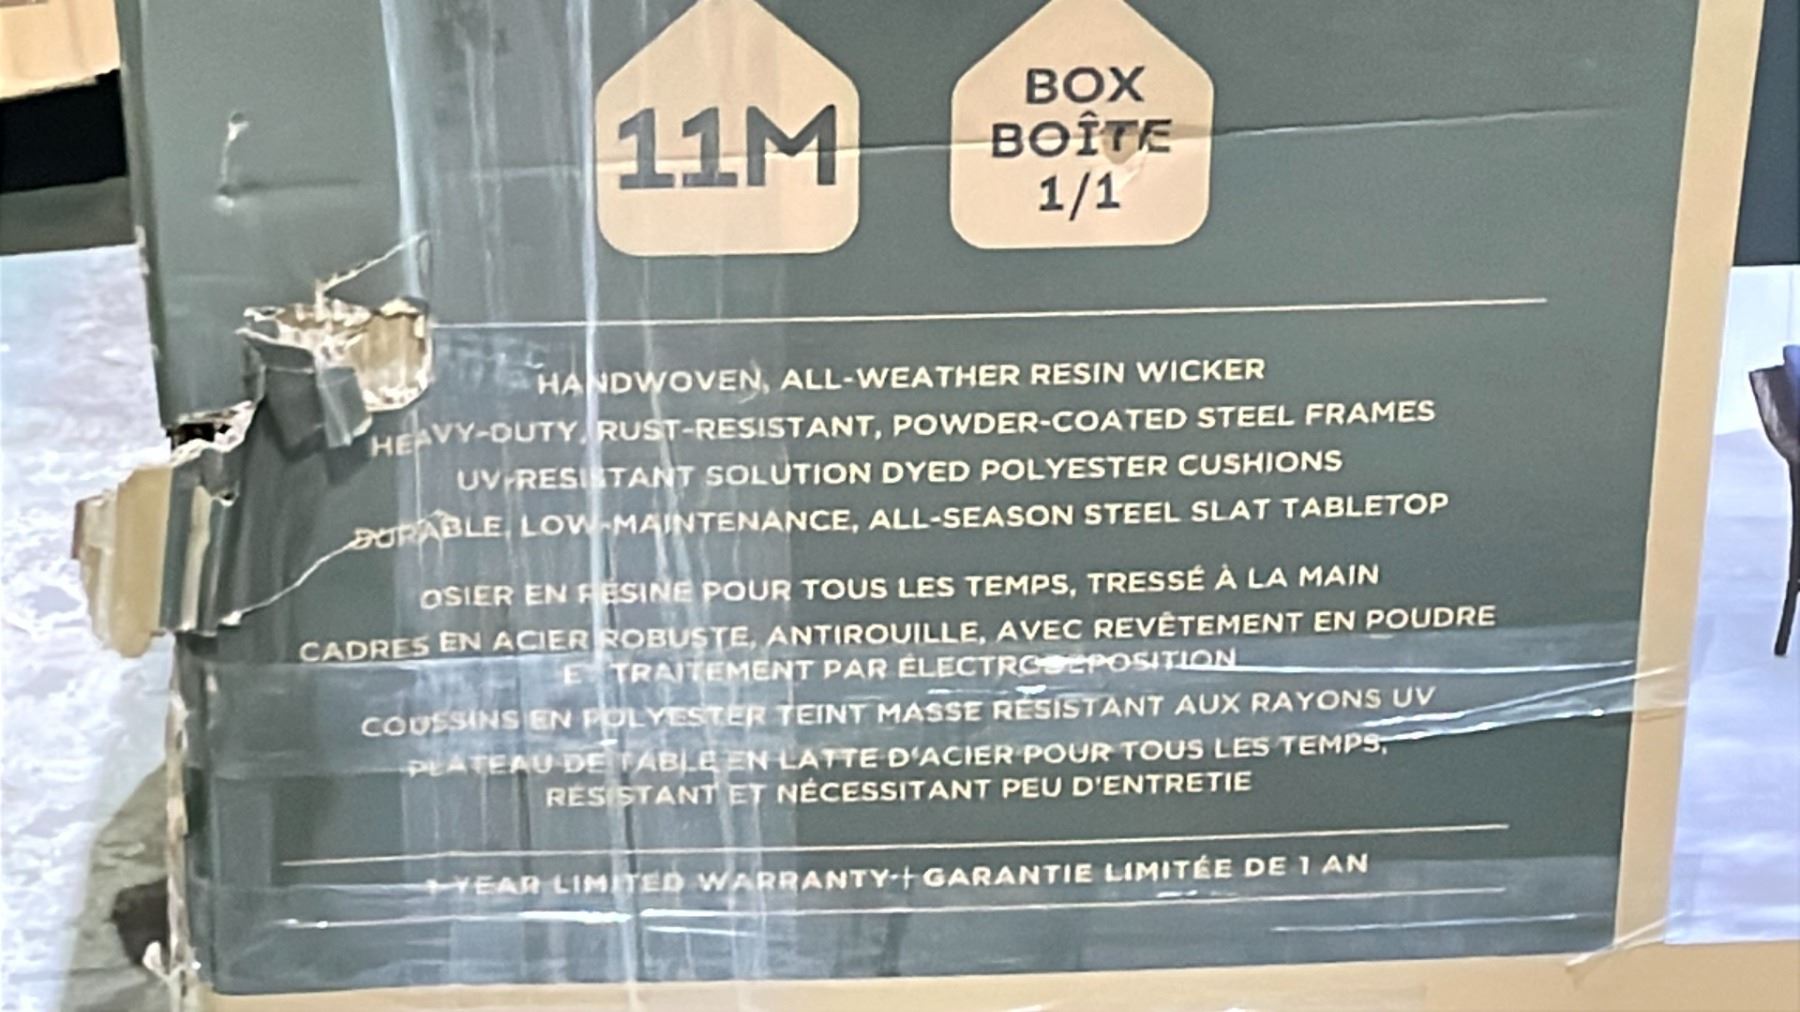 11M
BOX
BOÎTE
1/1
HANDWOVEN, ALL-WEATHER RESIN WICKER
HEAVY-DUTY, RUST-RESISTANT, POWDER-COATED STEEL FRAMES
UV-RESISTANT SOLUTION DYED POLYESTER CUSHIONS
DURABLE, LOW-MAINTENANCE, ALL-SEASON STEEL SLAT TABLETOP
OSIER EN RÉSINE POUR TOUS LES TEMPS, TRESSÉ À LA MAIN
CADRES EN ACIER ROBUSTE, ANTIROUILLE, AVEC REVÊTEMENT EN POUDRE
ET TRAITEMENT PAR ÉLECTRODÉPOSITION
COUSSINS EN POLYESTER TEINT MASSE RÉSISTANT AUX RAYONS UV
PLATEAU DE TABLE EN LATTE D'ACIER POUR TOUS LES TEMPS,
RÉSISTANT ET NÉCESSITANT PEU D'ENTRETIE
1-YEAR LIMITED WARRANTY | GARANTIE LIMITÉE DE 1 AN